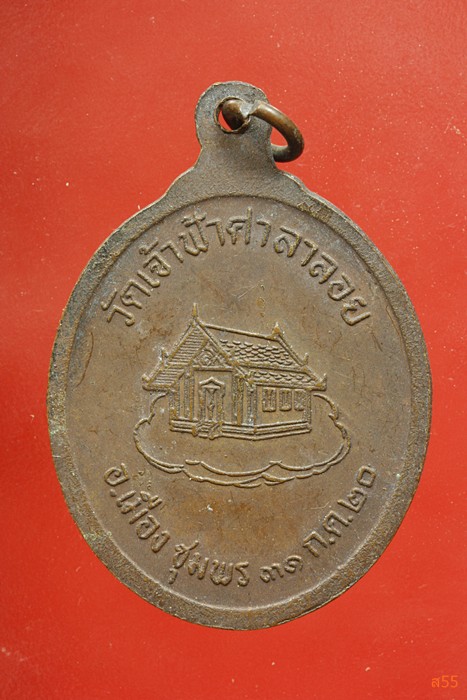 วัดเจ้าฟ้าศาลาลอย
อ.เมือง ชุมพร ๓๑ ก.ค.๒๐
ส55